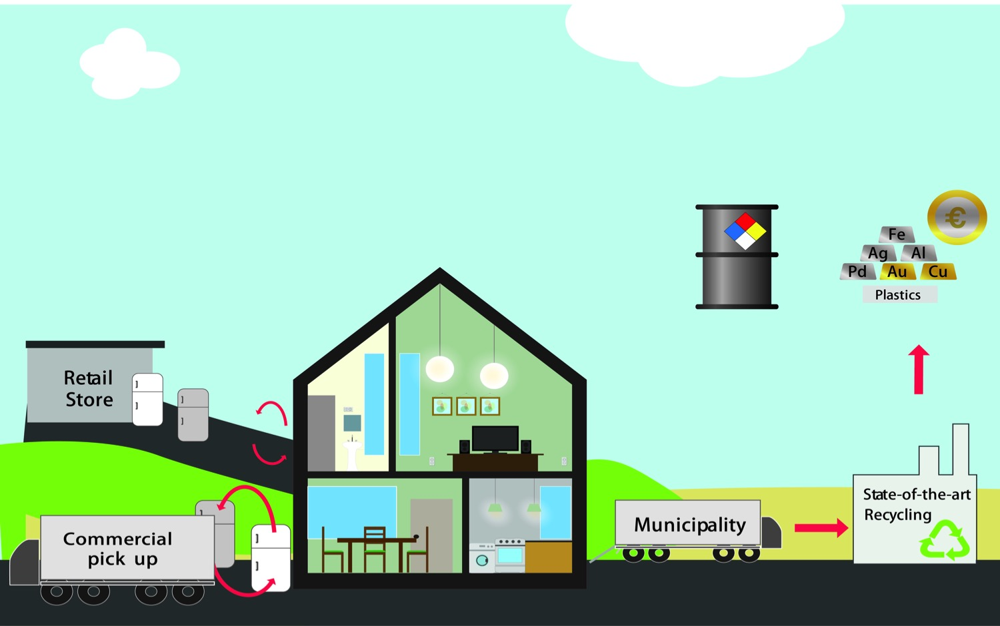 €
Fe
Ag Al
Pd Au Cu
Plastics
Retail
Store
State-of-the-art
Recycling
Municipality
Commercial
pick up